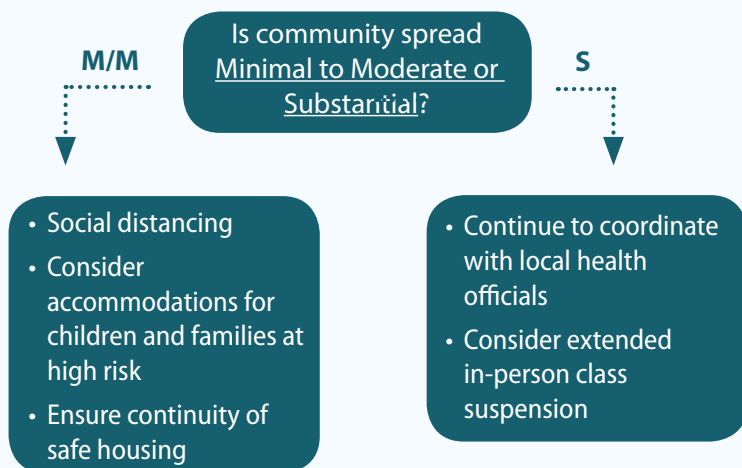 Is community spread
M/M
Minimal to Moderate or
S
Substantial?
• Social distancing
• Consider
accommodations for
children and families at
high risk
• Ensure continuity of
safe housing
• Continue to coordinate
with local health
officials
• Consider extended
in-person class
suspension